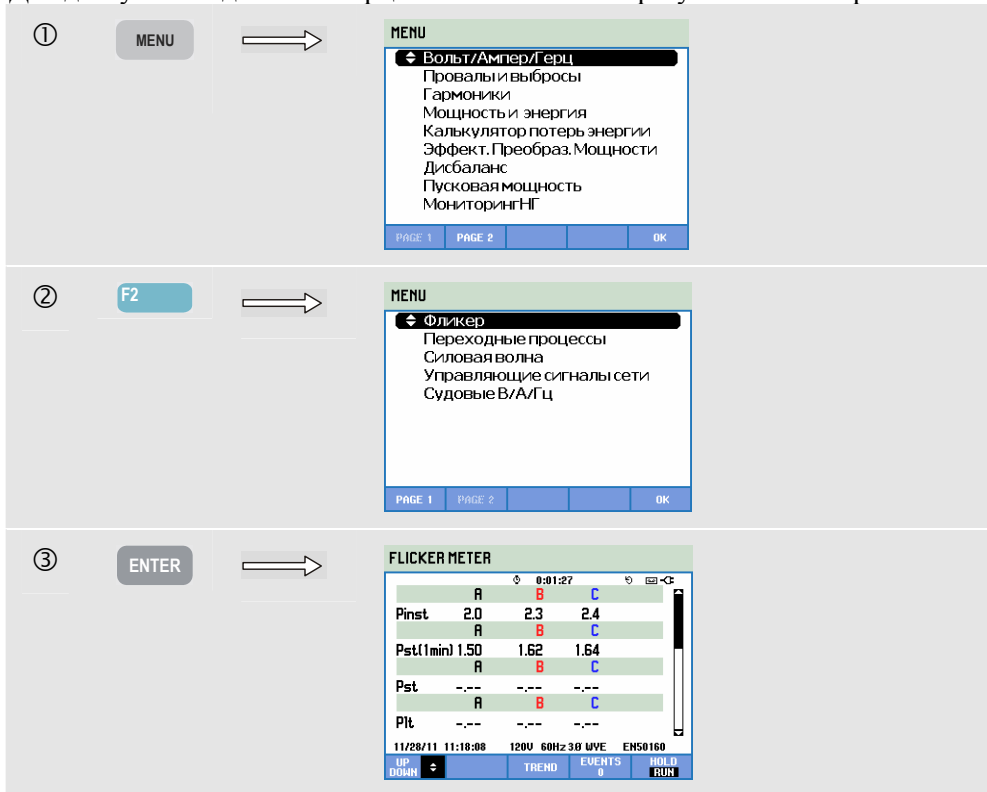 ①
MENU
MENU
Вольт/Ампер/Герц
Провалы и выбросы
Гармоники
Мощность и энергия
Калькулятор потерь энергии
Эффект. Преобраз. Мощности
Дисбаланс
Пусковая мощность
МониторингНГ
PAGE 1 PAGE 2 OK
②
F2
MENU
Фликер
Переходные процессы
Силовая волна
Управляющие сигналы сети
Судовые В/А/Гц
PAGE 1 PAGE 2 OK
③
ENTER
FLICKER METER
0:01:27
A B C
Pinst 2.0 2.3 2.4
A B C
Pst(1min) 1.50 1.62 1.64
A B C
Pst -.-- -.-- -.--
A B C
Plt -.-- -.-- -.--
11/28/11 11:18:08 120V 60Hz 3Ø WYE EN50160
UP DOWN TREND EVENTS 0 HOLD RUN